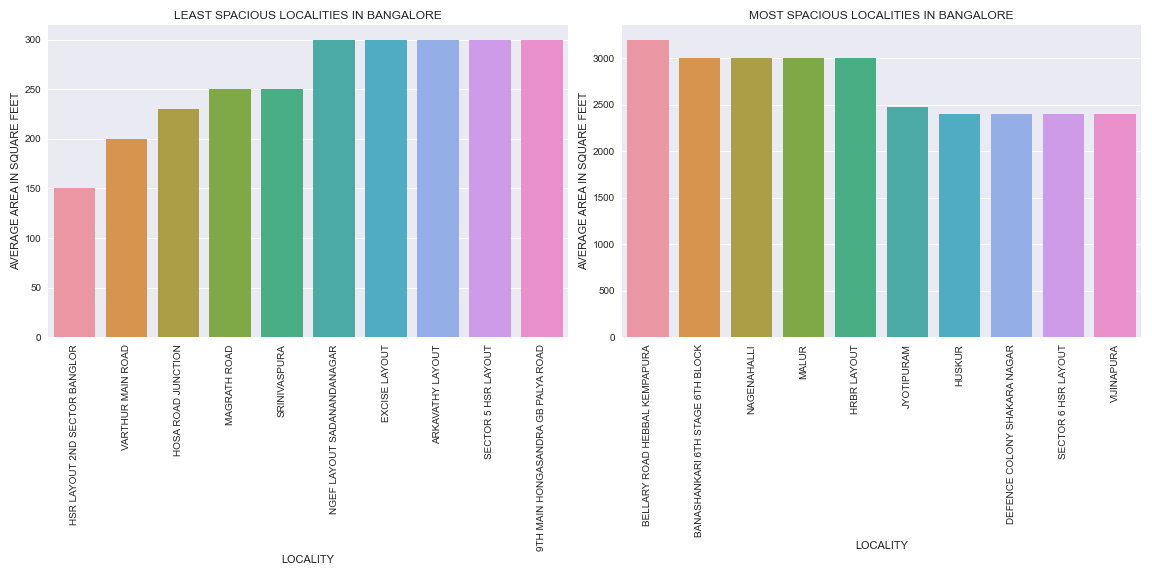 LEAST SPACIOUS LOCALITIES IN BANGALORE
AVERAGE AREA IN SQUARE FEET
300
250
200
150
100
50
0
HSR LAYOUT 2ND SECTOR BANGLOR
VARTHUR MAIN ROAD
HOSA ROAD JUNCTION
MAGRATH ROAD
SRINIVASPURA
NGEF LAYOUT SADANANDANAGAR
EXCISE LAYOUT
ARKAVATHY LAYOUT
SECTOR 5 HSR LAYOUT
9TH MAIN HONGASANDRA GB PALYA ROAD
LOCALITY
MOST SPACIOUS LOCALITIES IN BANGALORE
AVERAGE AREA IN SQUARE FEET
3000
2500
2000
1500
1000
500
0
BELLARY ROAD HEBBAL KEMPAPURA
BANASHANKARI 6TH STAGE 6TH BLOCK
NAGENAHALLI
MALUR
HRBR LAYOUT
JYOTIPURAM
HUSKUR
DEFENCE COLONY SHAKARA NAGAR
SECTOR 6 HSR LAYOUT
VIJINAPURA
LOCALITY